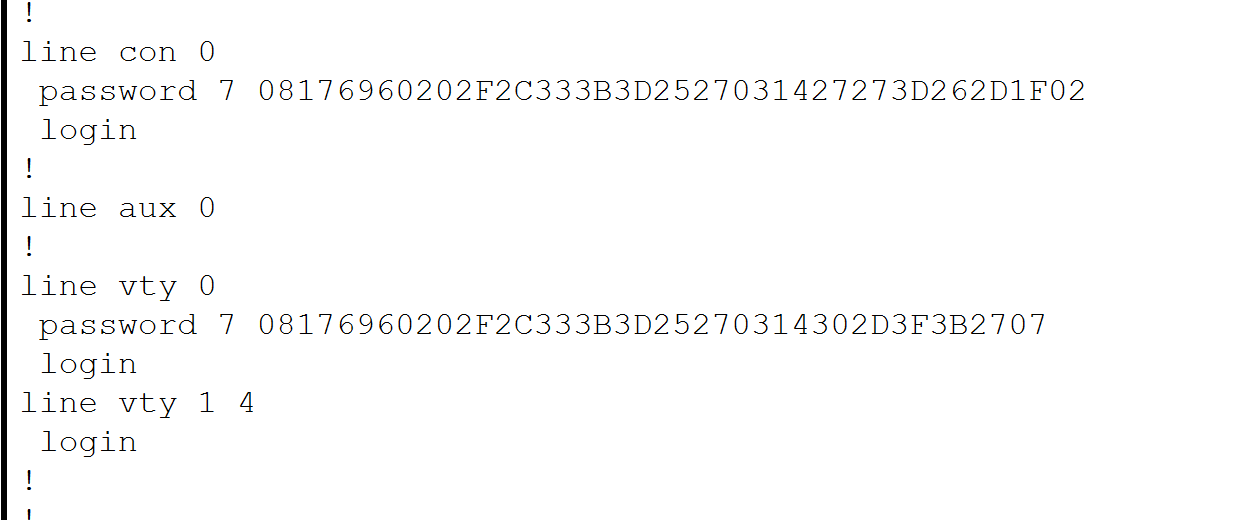 !
line con 0
password 7 08176960202F2C333B3D2527031427273D262D1F02
login
!
line aux 0
!
line vty 0
password 7 08176960202F2C333B3D25270314302D3F3B2707
login
line vty 1 4
login
!
!